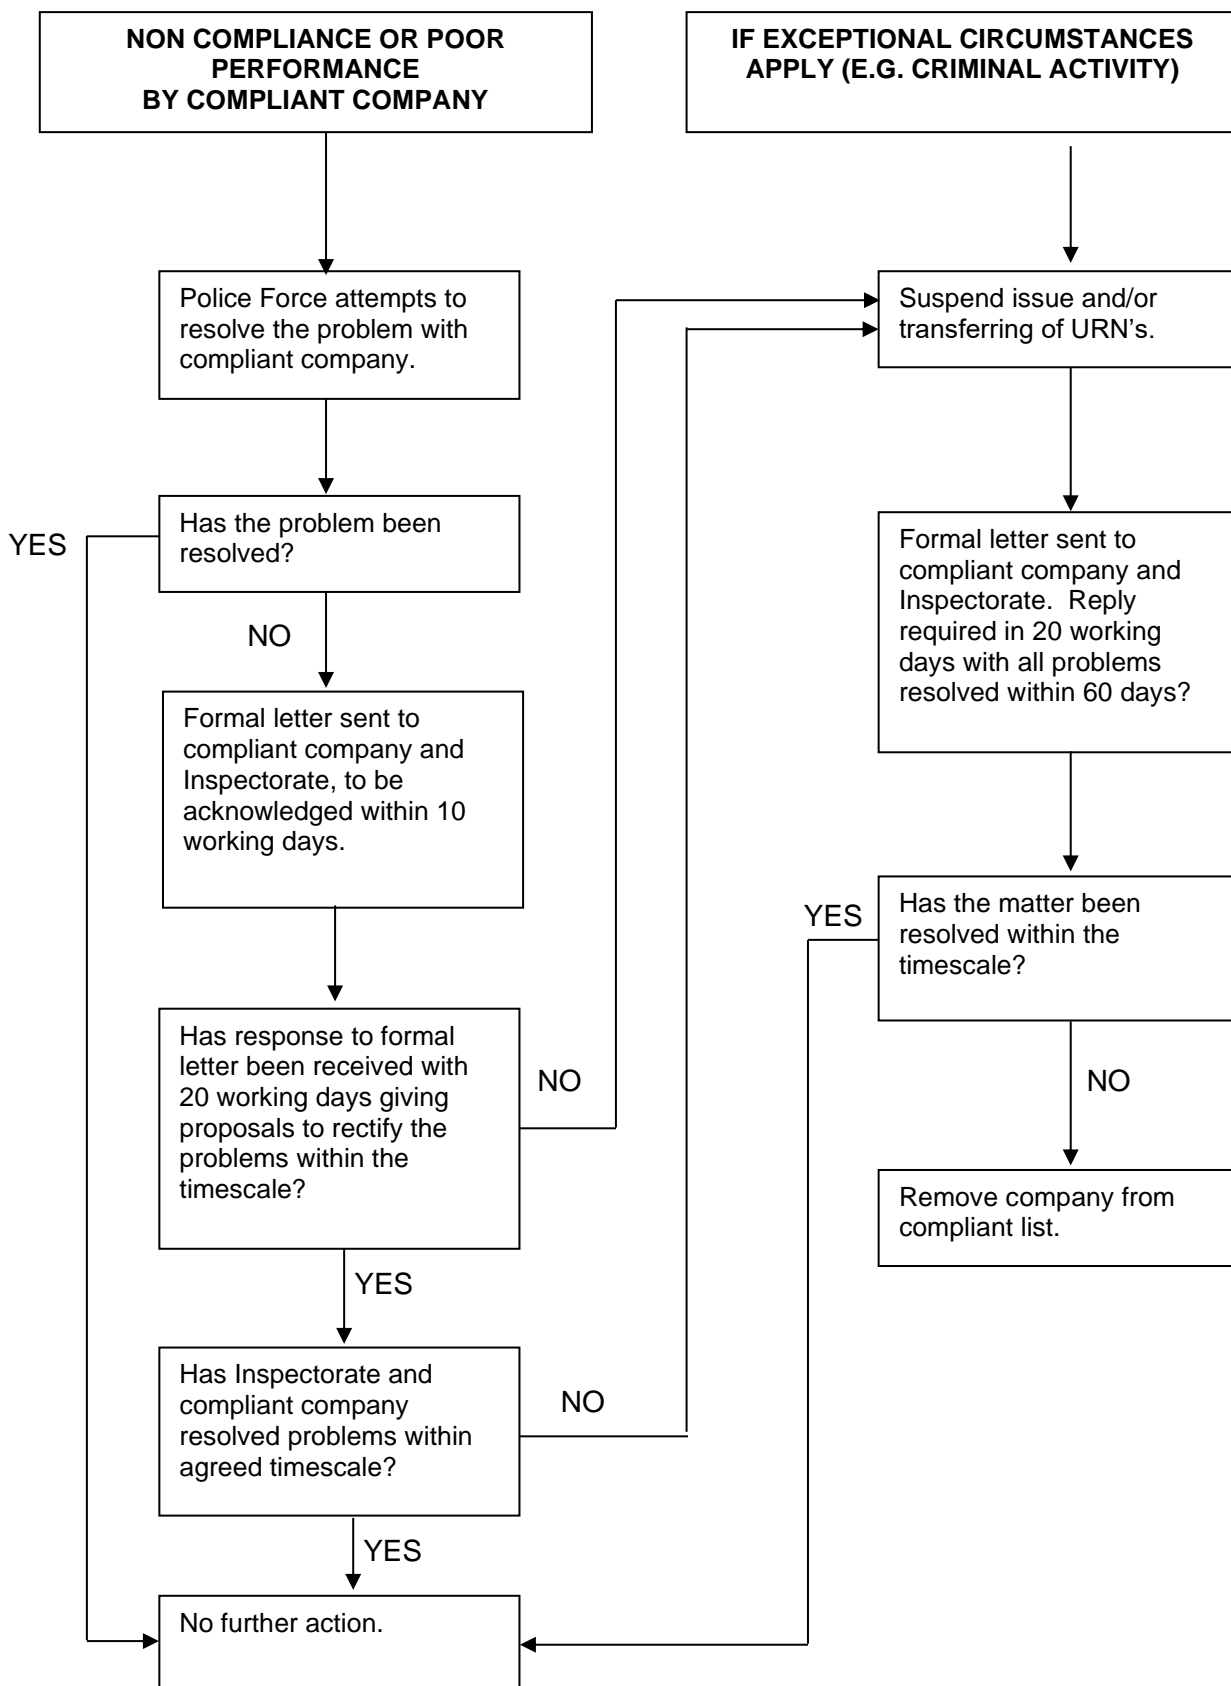 NON COMPLIANCE OR POOR
PERFORMANCE
BY COMPLIANT COMPANY
IF EXCEPTIONAL CIRCUMSTANCES
APPLY (E.G. CRIMINAL ACTIVITY)
Police Force attempts to
resolve the problem with
compliant company.
Suspend issue and/or
transferring of URN's.
YES
Has the problem been
resolved?
NO
Formal letter sent to
compliant company and
Inspectorate.  Reply
required in 20 working
days with all problems
resolved within 60 days?
Formal letter sent to
compliant company and
Inspectorate, to be
acknowledged within 10
working days.
YES
Has the matter been
resolved within the
timescale?
Has response to formal
letter been received with
20 working days giving
proposals to rectify the
problems within the
timescale?
NO
NO
Remove company from
compliant list.
YES
Has Inspectorate and
compliant company
resolved problems within
agreed timescale?
NO
YES
No further action.